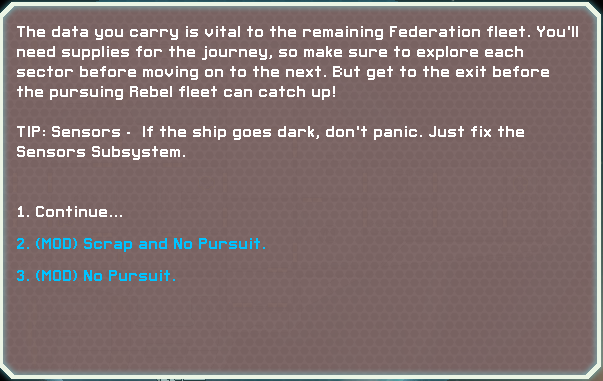 The data you carry is vital to the remaining Federation fleet. You'll
need supplies for the journey, so make sure to explore each
sector before moving on to the next. But get to the exit before
the pursuing Rebel fleet can catch up!
TIP: Sensors -  If the ship goes dark, don't panic. Just fix the
Sensors Subsystem.
1. Continue...
2. (MOD) Scrap and No Pursuit.
3. (MOD) No Pursuit.